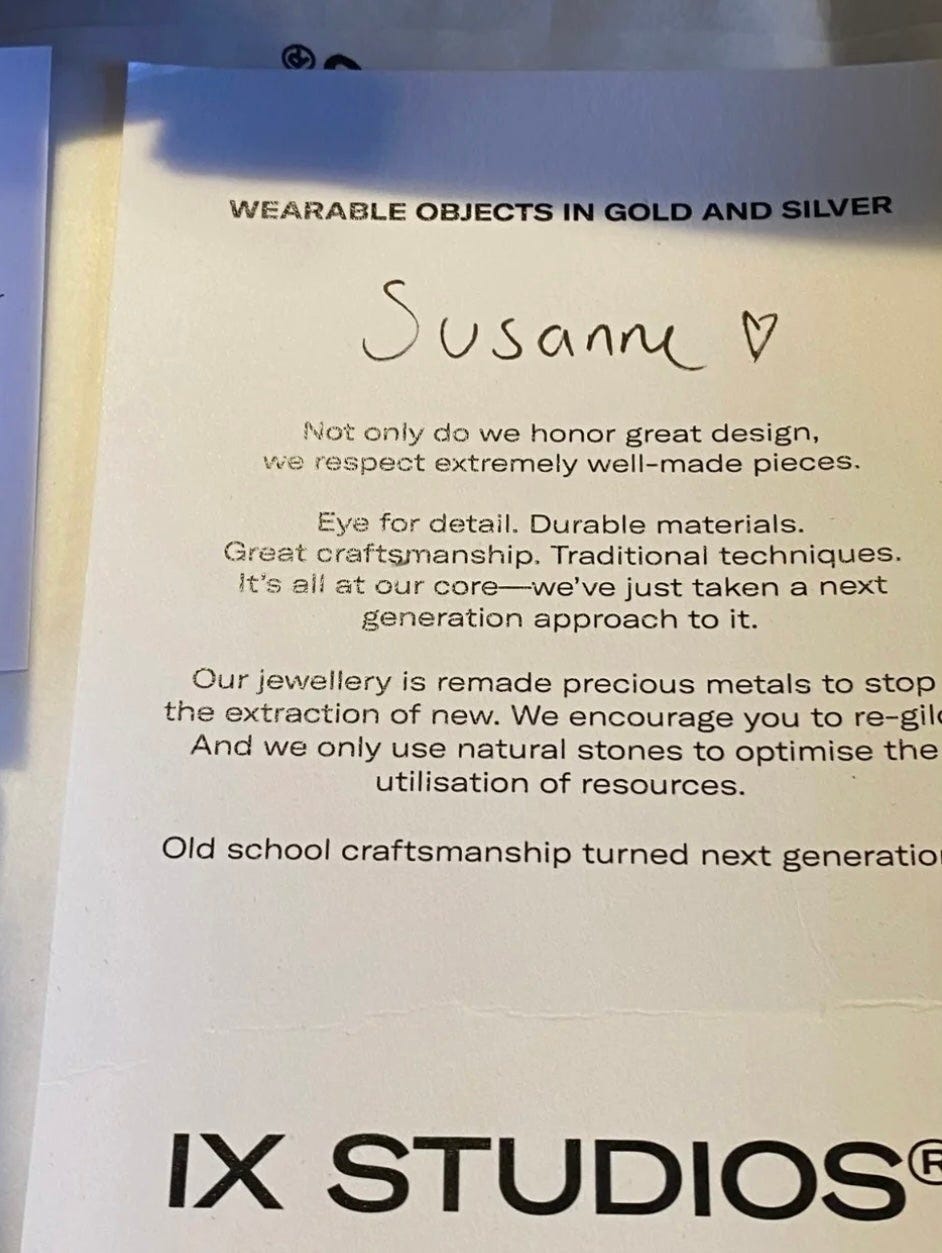 WEARABLE OBJECTS IN GOLD AND SILVER
Susanne ♡
Not only do we honor great design,
we respect extremely well-made pieces.
Eye for detail. Durable materials.
Great craftsmanship. Traditional techniques.
It's all at our core—we've just taken a next
generation approach to it.
Our jewellery is remade precious metals to stop
the extraction of new. We encourage you to re-gil
And we only use natural stones to optimise the
utilisation of resources.
Old school craftsmanship turned next generatio
IX STUDIOS®